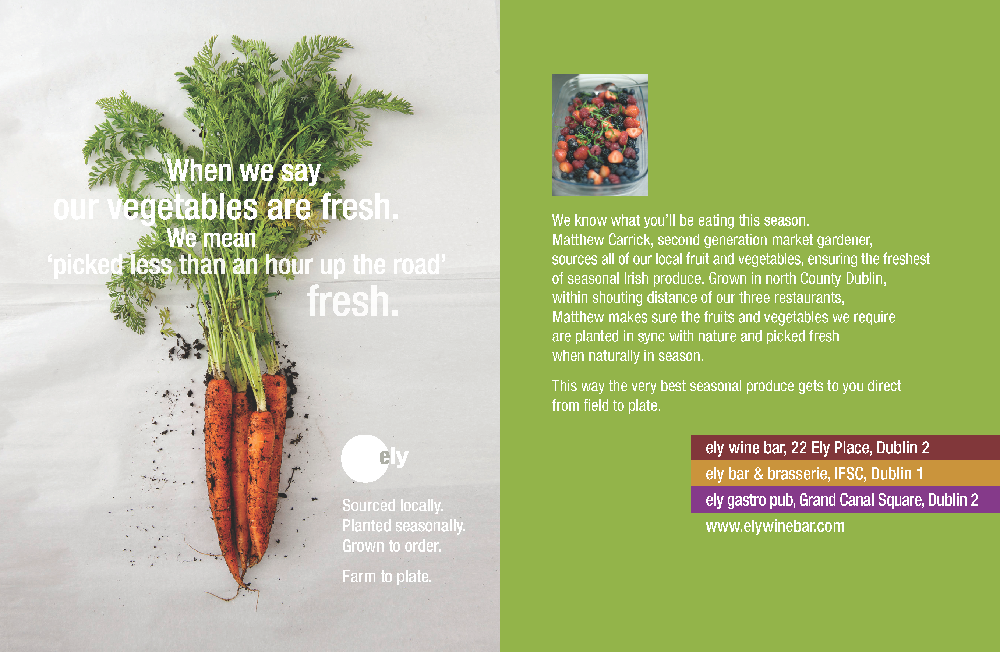 When we say
our vegetables are fresh.
We mean
‘picked less than an hour up the road’
fresh.
ely
Sourced locally.
Planted seasonally.
Grown to order.
Farm to plate.
We know what you’ll be eating this season.
Matthew Carrick, second generation market gardener,
sources all of our local fruit and vegetables, ensuring the freshest
of seasonal Irish produce. Grown in north County Dublin,
within shouting distance of our three restaurants,
Matthew makes sure the fruits and vegetables we require
are planted in sync with nature and picked fresh
when naturally in season.
This way the very best seasonal produce gets to you direct
from field to plate.
ely wine bar, 22 Ely Place, Dublin 2
ely bar & brasserie, IFSC, Dublin 1
ely gastro pub, Grand Canal Square, Dublin 2
www.elywinebar.com